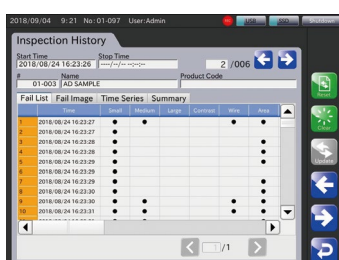 2018/09/04 9:21 No:01-097 User:Admin REC USB SSD Shutdown
Inspection History
Start Time Stop Time
2018/08/24 16:23:26 ----/--/-- --:--:-- 2 /006
# Name Product Code
01-003 AD SAMPLE
Fail List Fail Image Time Series Summary
Time Small Medium Large Contrast Wire Area
1 2018/08/24 16:23:27
2 2018/08/24 16:23:27
3 2018/08/24 16:23:28
4 2018/08/24 16:23:28
5 2018/08/24 16:23:29
6 2018/08/24 16:23:29
7 2018/08/24 16:23:29
8 2018/08/24 16:23:30
9 2018/08/24 16:23:30
10 2018/08/24 16:23:31
1 /1
Reset
Clear
Update